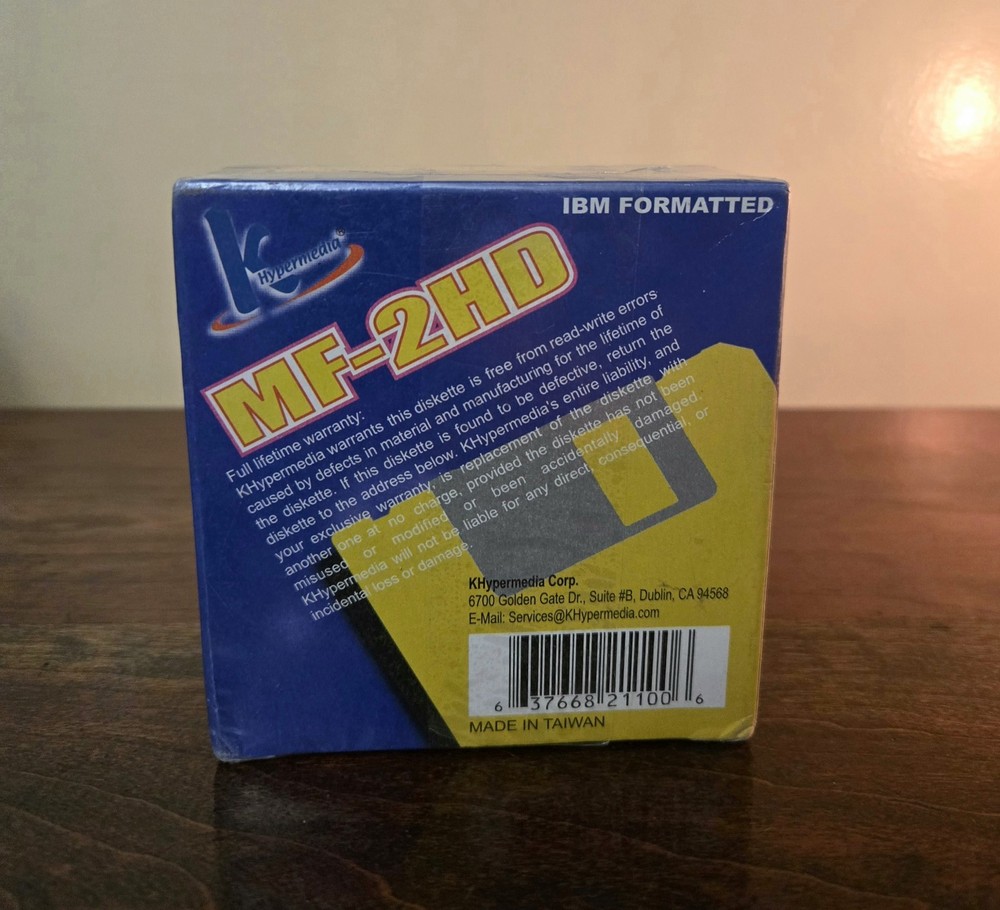 IBM FORMATTED
K
Hypermedia®
MF-2HD
Full lifetime warranty:
KHypermedia warrants this diskette is free from read-write errors
caused by defects in material and manufacturing for the lifetime of
the diskette. If this diskette is found to be defective, return the
diskette to the address below. KHypermedia's entire liability, and
your exclusive warranty, is replacement of the diskette with
another one at no charge, provided the diskette has not been
misused or modified or been accidentally damaged.
KHypermedia will not be liable for any direct, consequential, or
incidental loss or damage.
KHypermedia Corp.
6700 Golden Gate Dr., Suite #B, Dublin, CA 94568
E-Mail: Services@KHypermedia.com
6 37668 21100 6
MADE IN TAIWAN